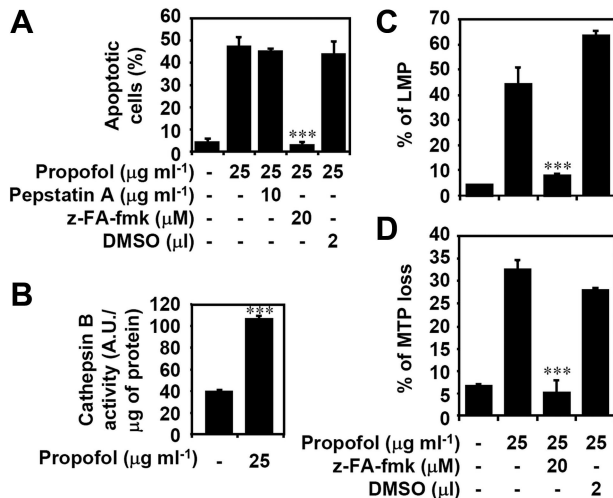 A
Apoptotic
cells (%)
60
50
40
30
20
10
0
***
Propofol (µg ml-1) - 25 25 25 25
Pepstatin A (µg ml-1) - - 10 - -
z-FA-fmk (µM) - - - 20 -
DMSO (µl) - - - - 2
B
Cathepsin B
activity (A.U./
µg of protein)
120
100
80
60
40
20
0
***
Propofol (µg ml-1) - 25
C
% of LMP
70
60
50
40
30
20
10
0
***
D
% of MTP loss
40
35
30
25
20
15
10
5
0
***
Propofol (µg ml-1) - 25 25 25
z-FA-fmk (µM) - - 20 -
DMSO (µl) - - - 2